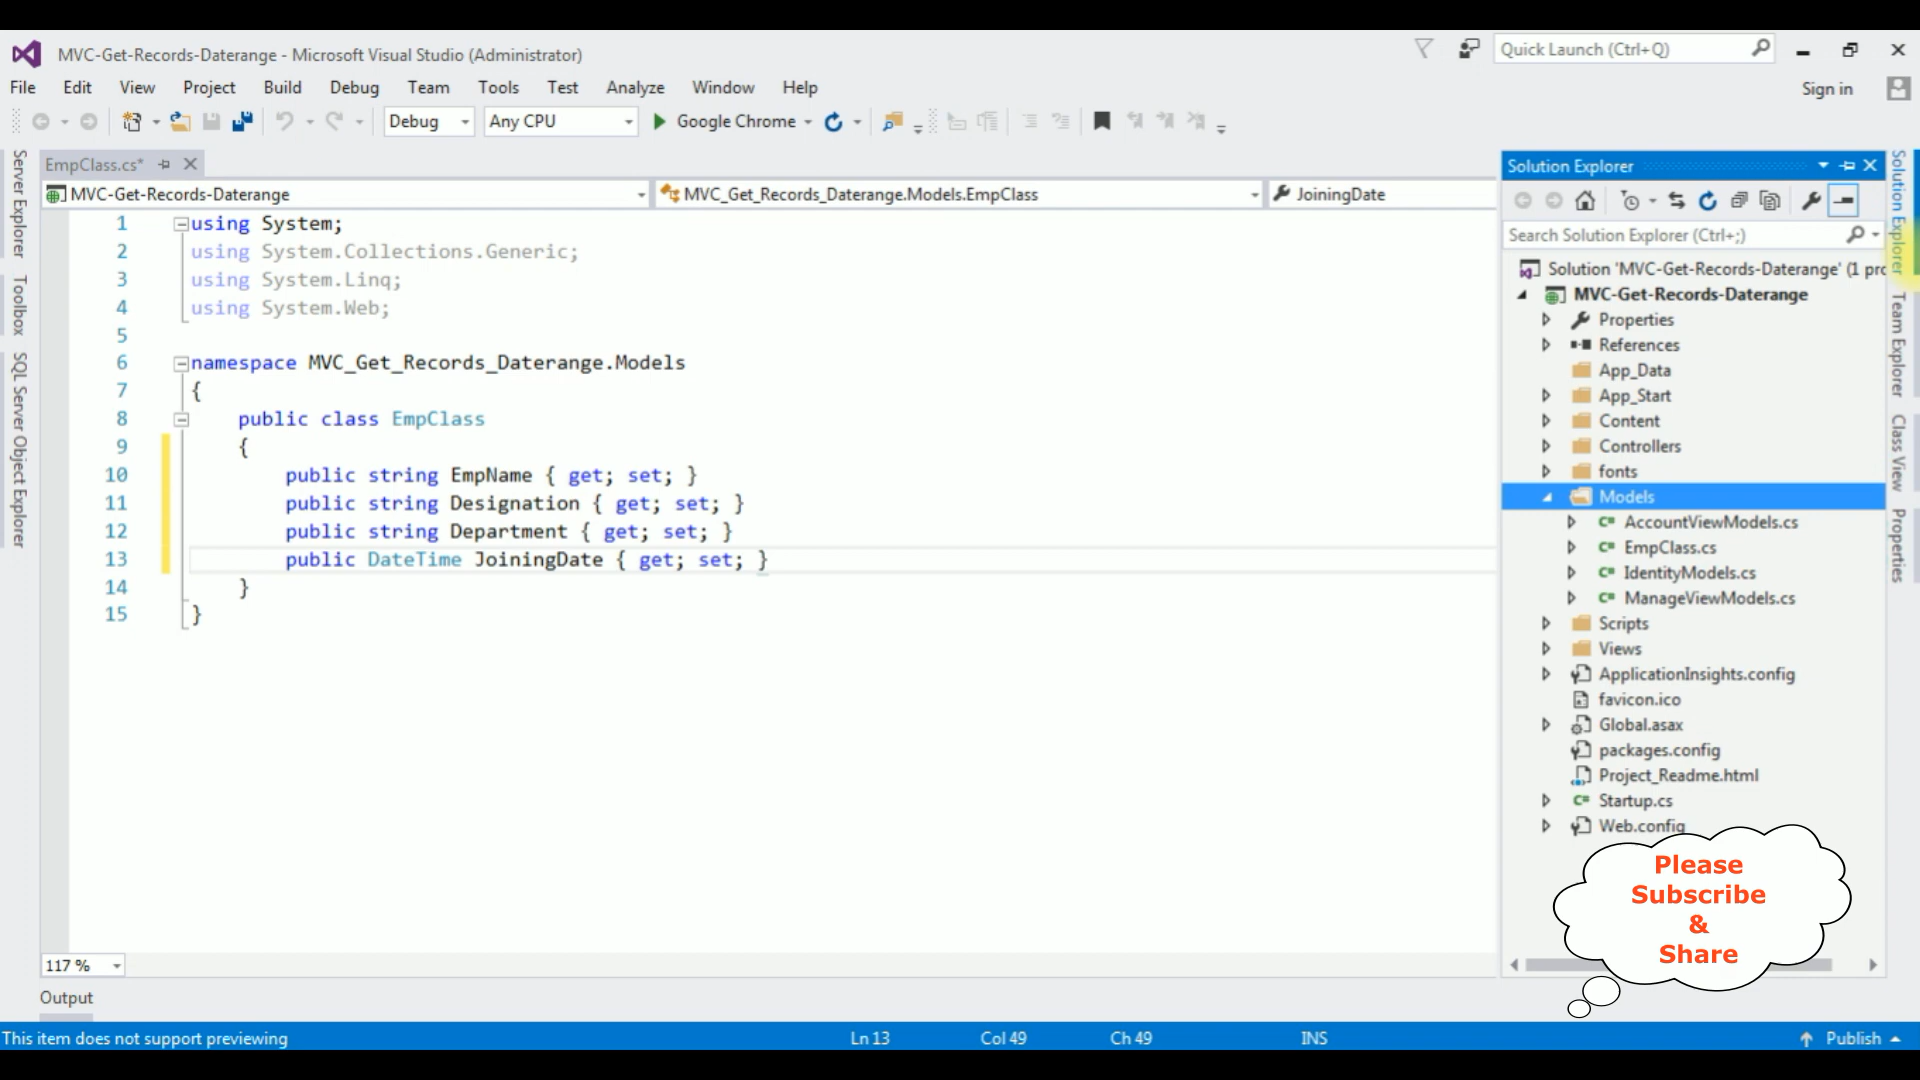 MVC-Get-Records-Daterange - Microsoft Visual Studio (Administrator)
Quick Launch (Ctrl+Q)
File Edit View Project Build Debug Team Tools Test Analyze Window Help
Sign in
Debug Any CPU Google Chrome
Server Explorer
Toolbox
SQL Server Object Explorer
EmpClass.cs*
MVC-Get-Records-Daterange
MVC_Get_Records_Daterange.Models.EmpClass
JoiningDate
1 using System;
2 using System.Collections.Generic;
3 using System.Linq;
4 using System.Web;
5
6 namespace MVC_Get_Records_Daterange.Models
7 {
8 public class EmpClass
9 {
10 public string EmpName { get; set; }
11 public string Designation { get; set; }
12 public string Department { get; set; }
13 public DateTime JoiningDate { get; set; }
14 }
15 }
117 %
Output
Solution Explorer
Search Solution Explorer (Ctrl+;)
Solution 'MVC-Get-Records-Daterange' (1 pro
MVC-Get-Records-Daterange
Properties
References
App_Data
App_Start
Content
Controllers
fonts
Models
AccountViewModels.cs
EmpClass.cs
IdentityModels.cs
ManageViewModels.cs
Scripts
Views
ApplicationInsights.config
favicon.ico
Global.asax
packages.config
Project_Readme.html
Startup.cs
Web.config
Solution Explorer
Team Explorer
Class View
Properties
Please
Subscribe
&
Share
This item does not support previewing
Ln 13 Col 49 Ch 49 INS
Publish